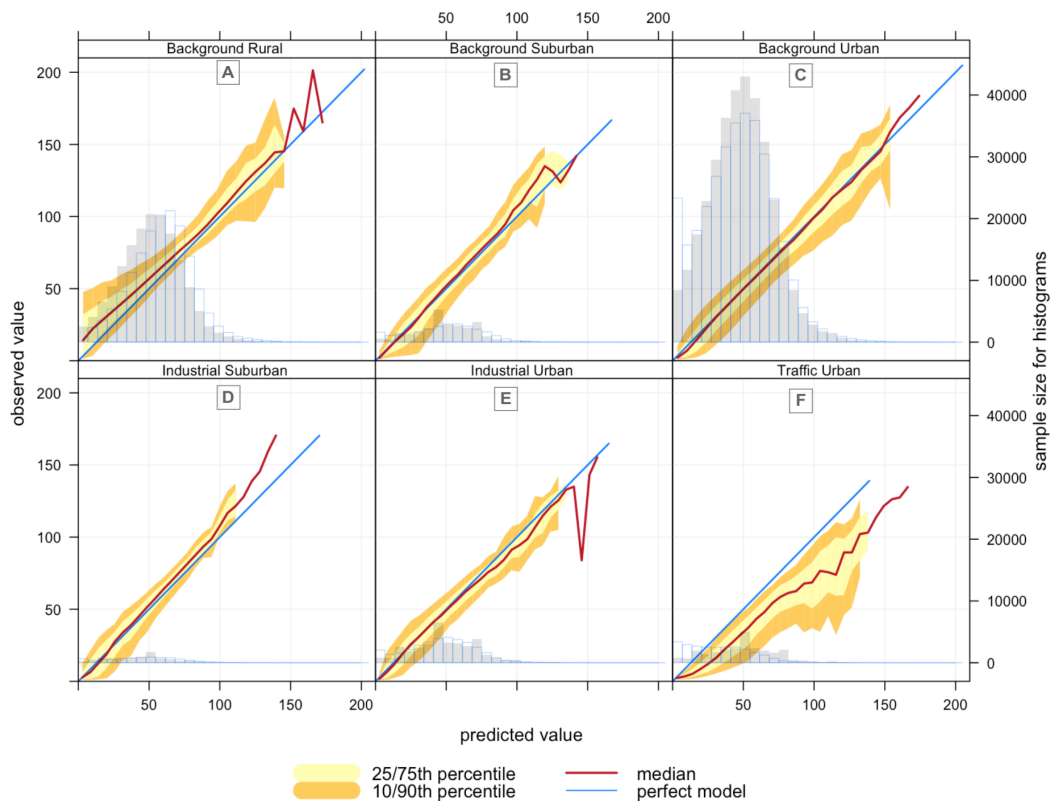 50 100 150 200
Background Rural Background Suburban Background Urban
A B C
200
150
100
50
40000
30000
20000
10000
0
Industrial Suburban Industrial Urban Traffic Urban
D E F
200
150
100
50
40000
30000
20000
10000
0
observed value
sample size for histograms
50 100 150 200 50 100 150 200
predicted value
25/75th percentile median
10/90th percentile perfect model